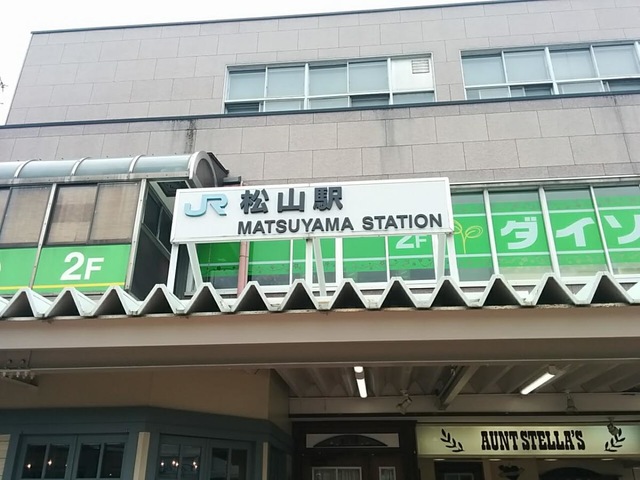 JR 松山駅
MATSUYAMA STATION
2F
2F
ダイソ
AUNT STELLA'S